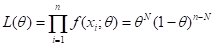 L(θ) = ∏_{i=1}^{n} f(x_i; θ) = θ^N (1 − θ)^{n−N}